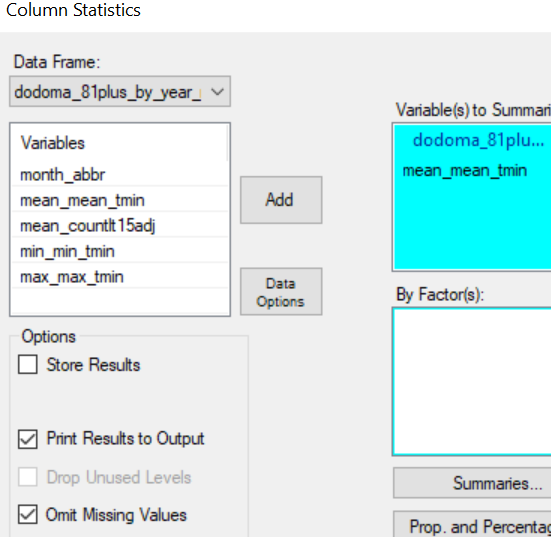 Column Statistics
Data Frame:
dodoma_81plus_by_year_
Variables
month_abbr
mean_mean_tmin
mean_countlt15adj
min_min_tmin
max_max_tmin
Add
Data
Options
Variable(s) to Summari
dodoma_81plu...
mean_mean_tmin
By Factor(s):
Options
Store Results
Print Results to Output
Drop Unused Levels
Omit Missing Values
Summaries...
Prop. and Percentag